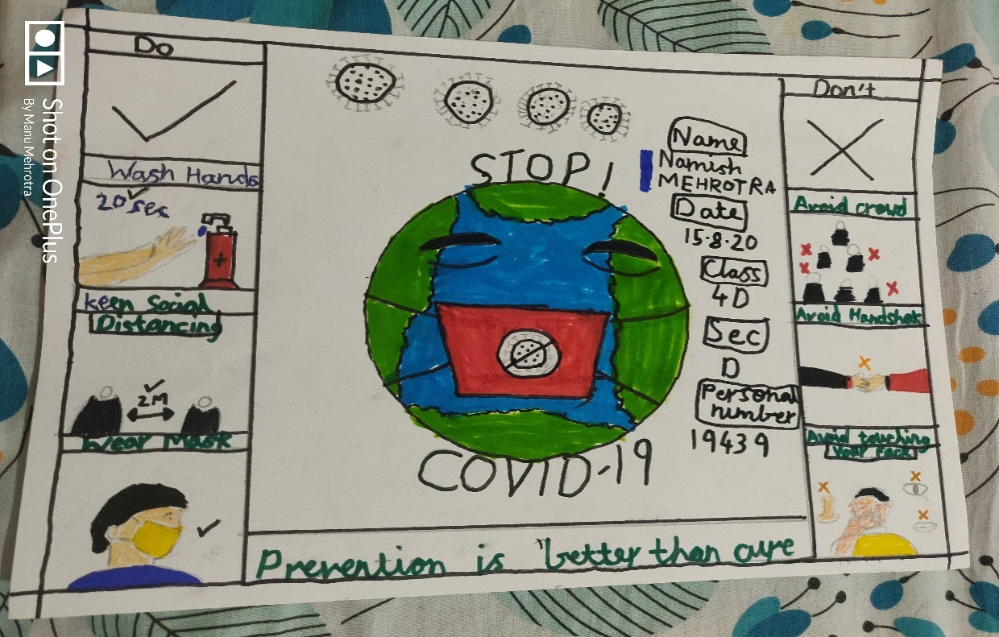 Shot on OnePlus
By Manu Mehrotra
Do
Wash Hands
20 sec
keep Social
Distancing
2M
Wear Mask
STOP!
COVID-19
Prevention is better than cure
Name
Namish
MEHROTRA
Date
15.8.20
Class
4D
Sec
D
Personal
number
19439
Don't
Avoid crowd
Avoid Handshak
Avoid touching
Your Face